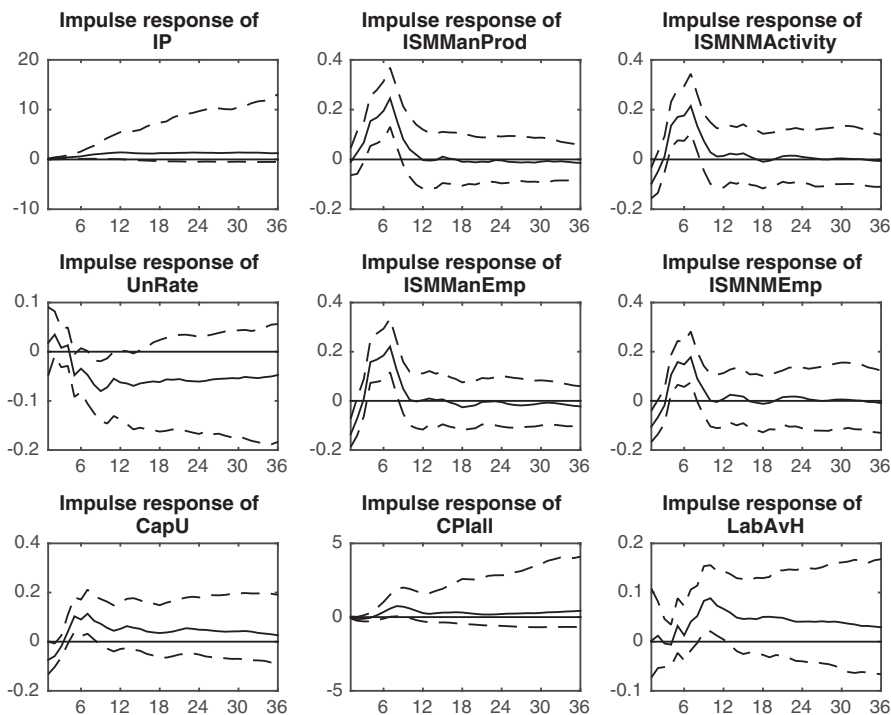 Impulse response of
IP
20
10
0
-10
6 12 18 24 30 36
Impulse response of
ISMManProd
0.4
0.2
0
-0.2
6 12 18 24 30 36
Impulse response of
ISMNMActivity
0.4
0.2
0
-0.2
6 12 18 24 30 36
Impulse response of
UnRate
0.1
0
-0.1
-0.2
6 12 18 24 30 36
Impulse response of
ISMManEmp
0.4
0.2
0
-0.2
6 12 18 24 30 36
Impulse response of
ISMNMEmp
0.4
0.2
0
-0.2
6 12 18 24 30 36
Impulse response of
CapU
0.4
0.2
0
-0.2
6 12 18 24 30 36
Impulse response of
CPIall
5
0
-5
6 12 18 24 30 36
Impulse response of
LabAvH
0.2
0.1
0
-0.1
6 12 18 24 30 36